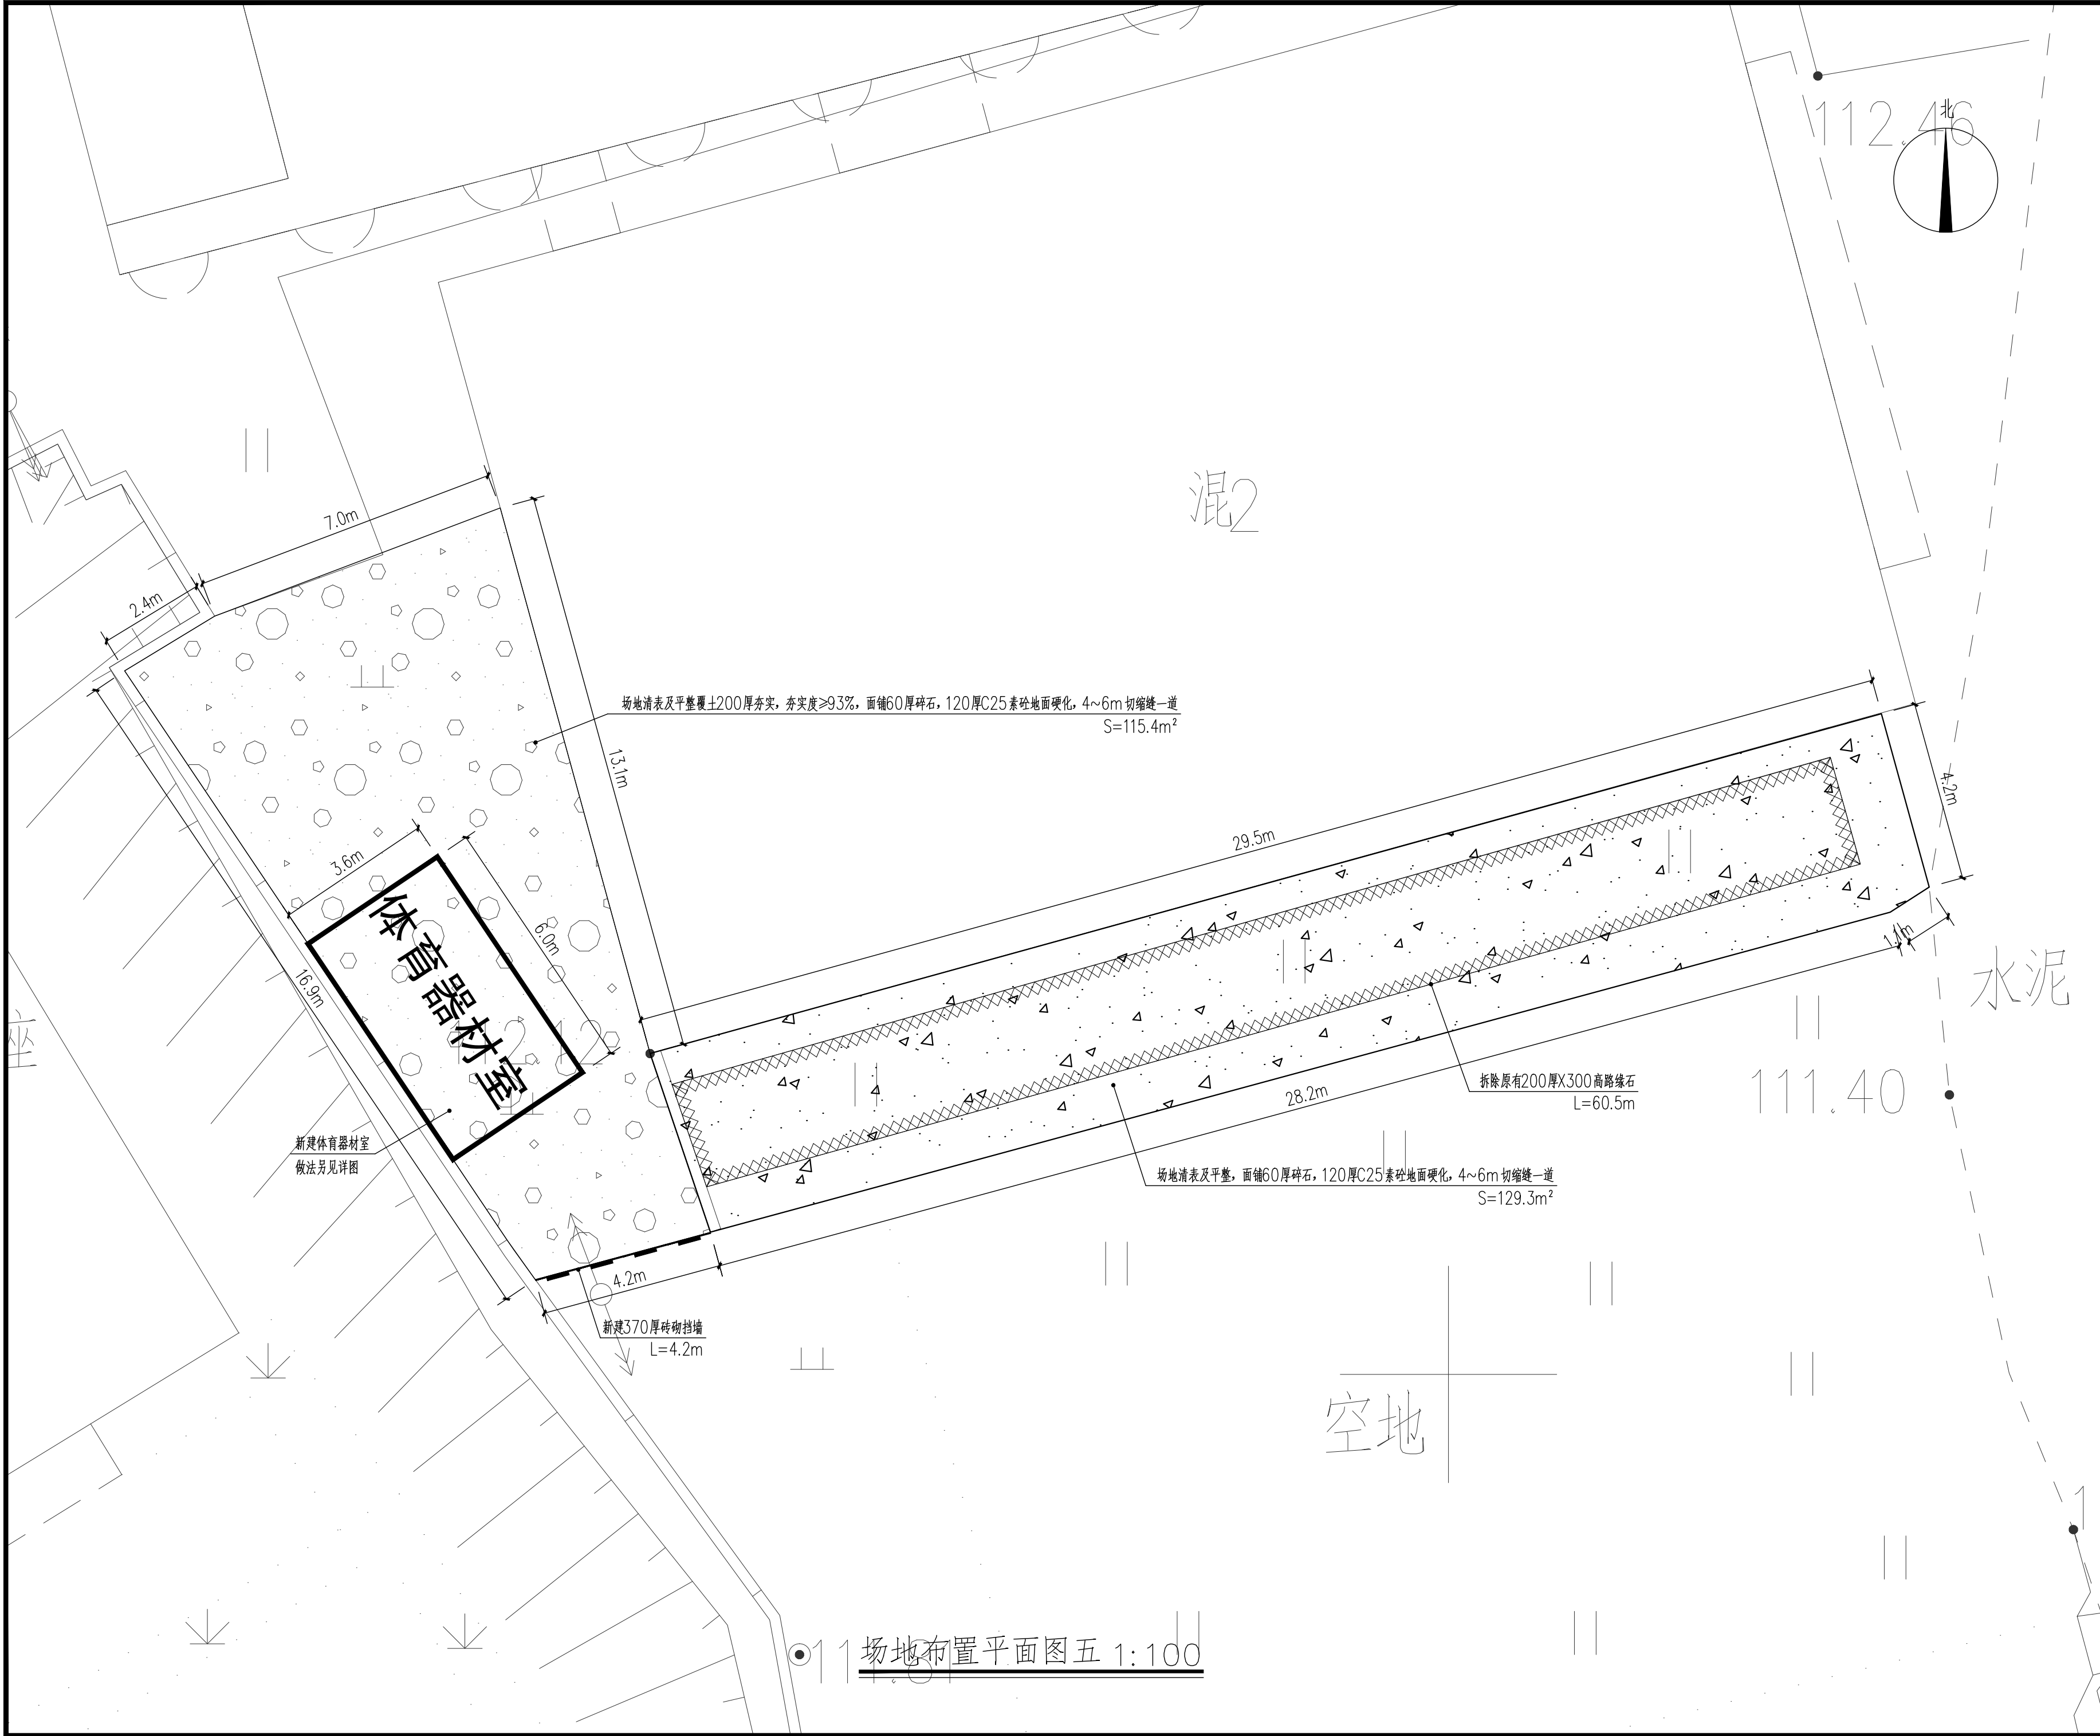 112.46
北
混2
7.0m
2.4m
场地清表及平整覆土200厚夯实，夯实度≥93%，面铺60厚碎石，120厚C25素砼地面硬化，4~6m切缩缝一道
S=115.4m²
13.1m
4.2m
29.5m
3.6m
6.0m
体育器材室
16.9m
1.1m
水泥
座
112.12
拆除原有200厚X300高路缘石
L=60.5m
111.40
28.2m
新建体育器材室
做法另见详图
场地清表及平整，面铺60厚碎石，120厚C25素砼地面硬化，4~6m切缩缝一道
S=129.3m²
4.2m
新建370厚砖砌挡墙
L=4.2m
空地
1
111.81
场地布置平面图五 1:100